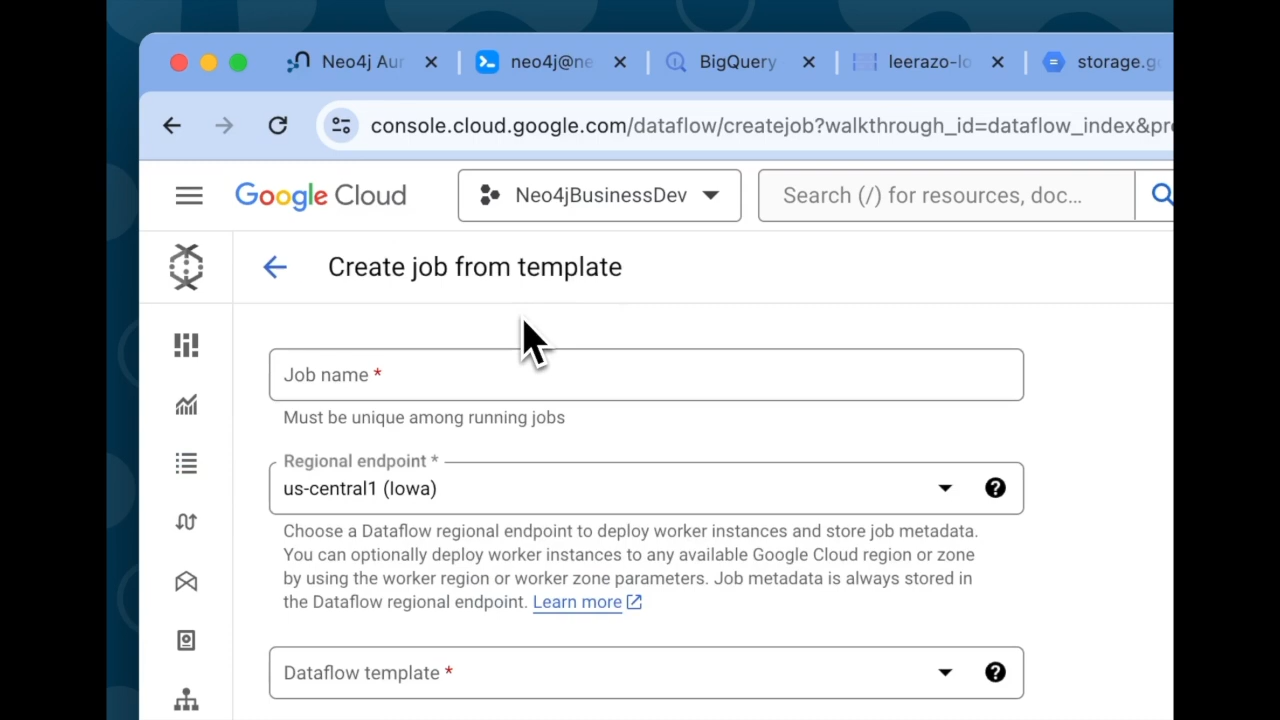 Neo4j Aur
neo4j@ne
BigQuery
leerazo-lo
storage.g
console.cloud.google.com/dataflow/createjob?walkthrough_id=dataflow_index&pre
Google Cloud
Neo4jBusinessDev
Search (/) for resources, doc...
Create job from template
Job name *
Must be unique among running jobs
Regional endpoint *
us-central1 (Iowa)
Choose a Dataflow regional endpoint to deploy worker instances and store job metadata.
You can optionally deploy worker instances to any available Google Cloud region or zone
by using the worker region or worker zone parameters. Job metadata is always stored in
the Dataflow regional endpoint. Learn more
Dataflow template *